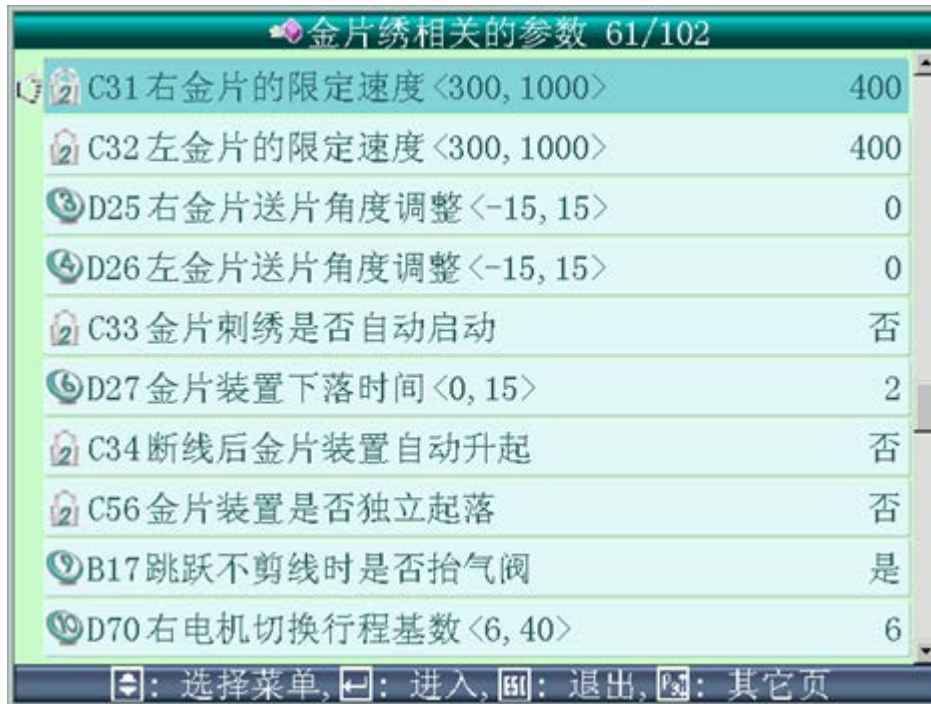 金片绣相关的参数 61/102
C31右金片的限定速度<300,1000> 400
C32左金片的限定速度<300,1000> 400
D25右金片送片角度调整<-15,15> 0
D26左金片送片角度调整<-15,15> 0
C33金片刺绣是否自动启动 否
D27金片装置下落时间<0,15> 2
C34断线后金片装置自动升起 否
C56金片装置是否独立起落 否
B17跳跃不剪线时是否抬气阀 是
D70右电机切换行程基数<6,40> 6
: 选择菜单, : 进入, ESC: 退出, : 其它页